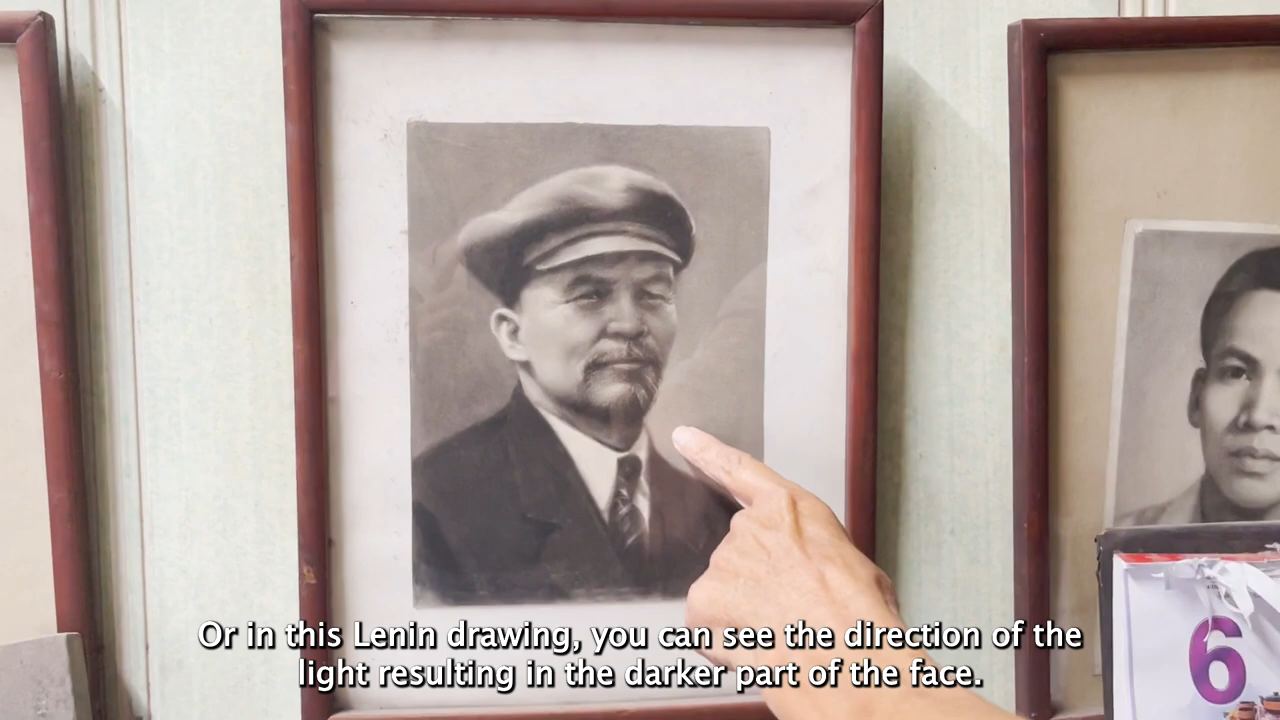 6
Or in this Lenin drawing, you can see the direction of the
light resulting in the darker part of the face.